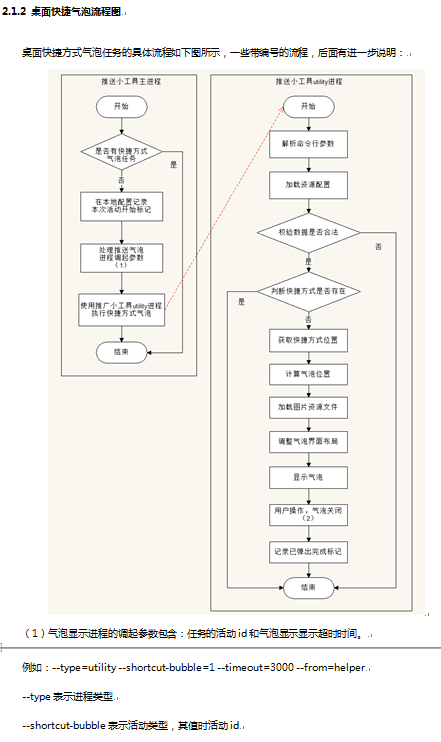 2.1.2 桌面快捷气泡流程图
桌面快捷方式气泡任务的具体流程如下图所示，一些带编号的流程，后面有进一步说明：
推送小工具主进程
开始
是否有快捷方式
气泡任务
是
否
在本地配置记录
本次活动开始标记
处理推送气泡
进程调起参数
（1）
使用推广小工具utility进程
执行快捷方式气泡
结束
推送小工具utility进程
开始
解析命令行参数
加载资源配置
校验数据是否合法
否
是
判断快捷方式是否存在
是
否
获取快捷方式位置
计算气泡位置
加载图片资源文件
调整气泡界面布局
显示气泡
用户操作，气泡关闭
（2）
记录已弹出完成标记
结束
（1）气泡显示进程的调起参数包含：任务的活动id和气泡显示显示超时时间。
例如：--type=utility --shortcut-bubble=1 --timeout=3000 --from=helper
--type 表示进程类型
--shortcut-bubble 表示活动类型，其值时活动id